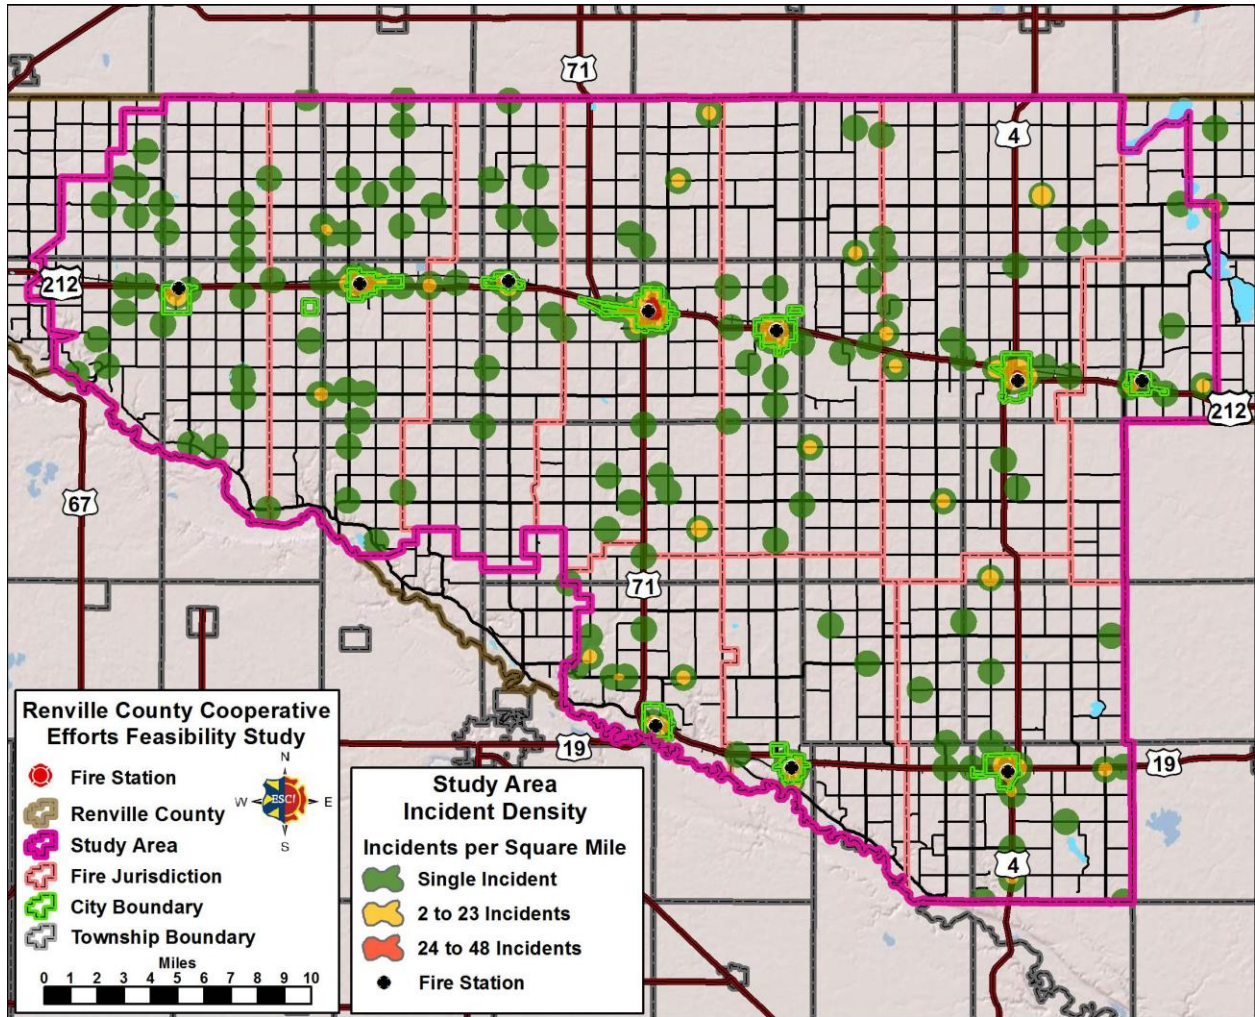 71
4
212
212
67
71
19
19
4
Renville County Cooperative
Efforts Feasibility Study
Fire Station
Renville County
Study Area
Fire Jurisdiction
City Boundary
Township Boundary
N
W ESCI E
S
Miles
0 1 2 3 4 5 6 7 8 9 10
Study Area
Incident Density
Incidents per Square Mile
Single Incident
2 to 23 Incidents
24 to 48 Incidents
Fire Station